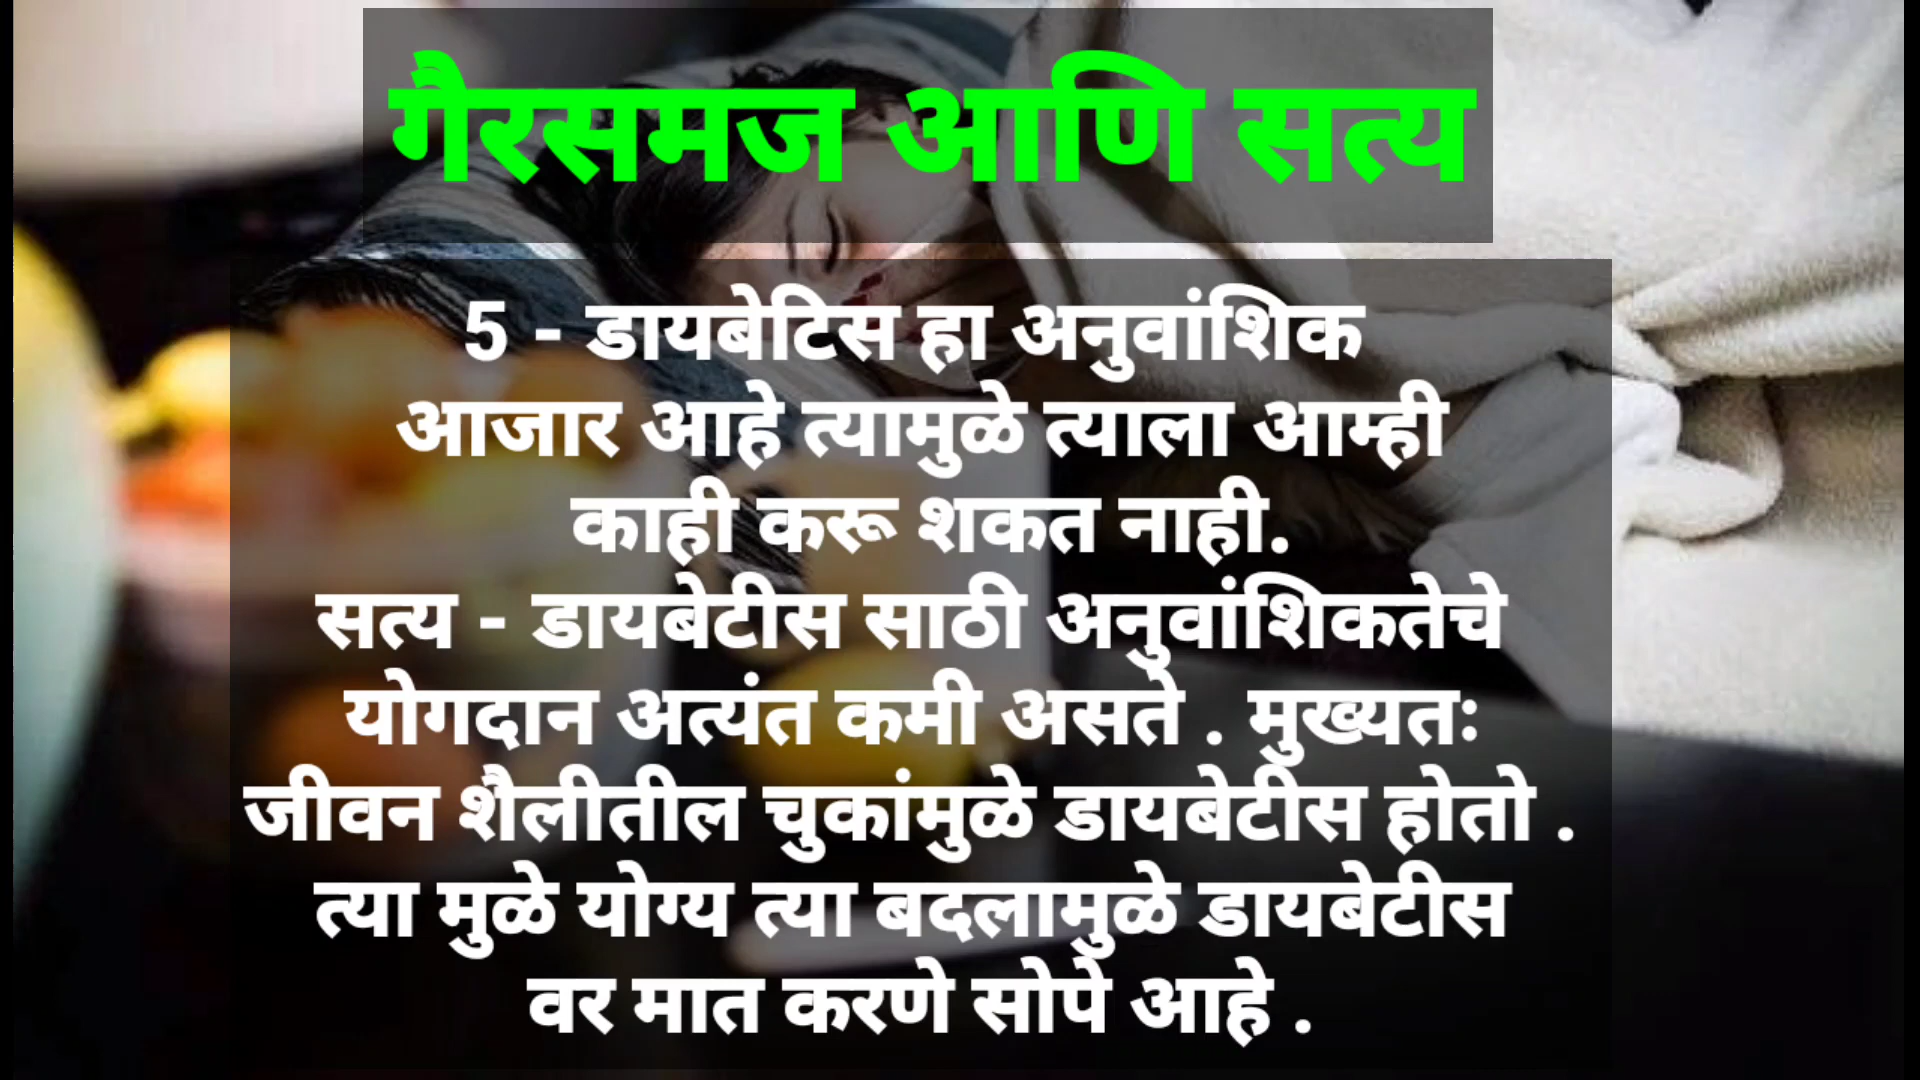 गैरसमज आणि सत्य
5 - डायबेटिस हा अनुवांशिक
आजार आहे त्यामुळे त्याला आम्ही
काही करू शकत नाही.
सत्य - डायबेटीस साठी अनुवांशिकतेचे
योगदान अत्यंत कमी असते . मुख्यतः
जीवन शैलीतील चुकांमुळे डायबेटीस होतो .
त्या मुळे योग्य त्या बदलामुळे डायबेटीस
वर मात करणे सोपे आहे .